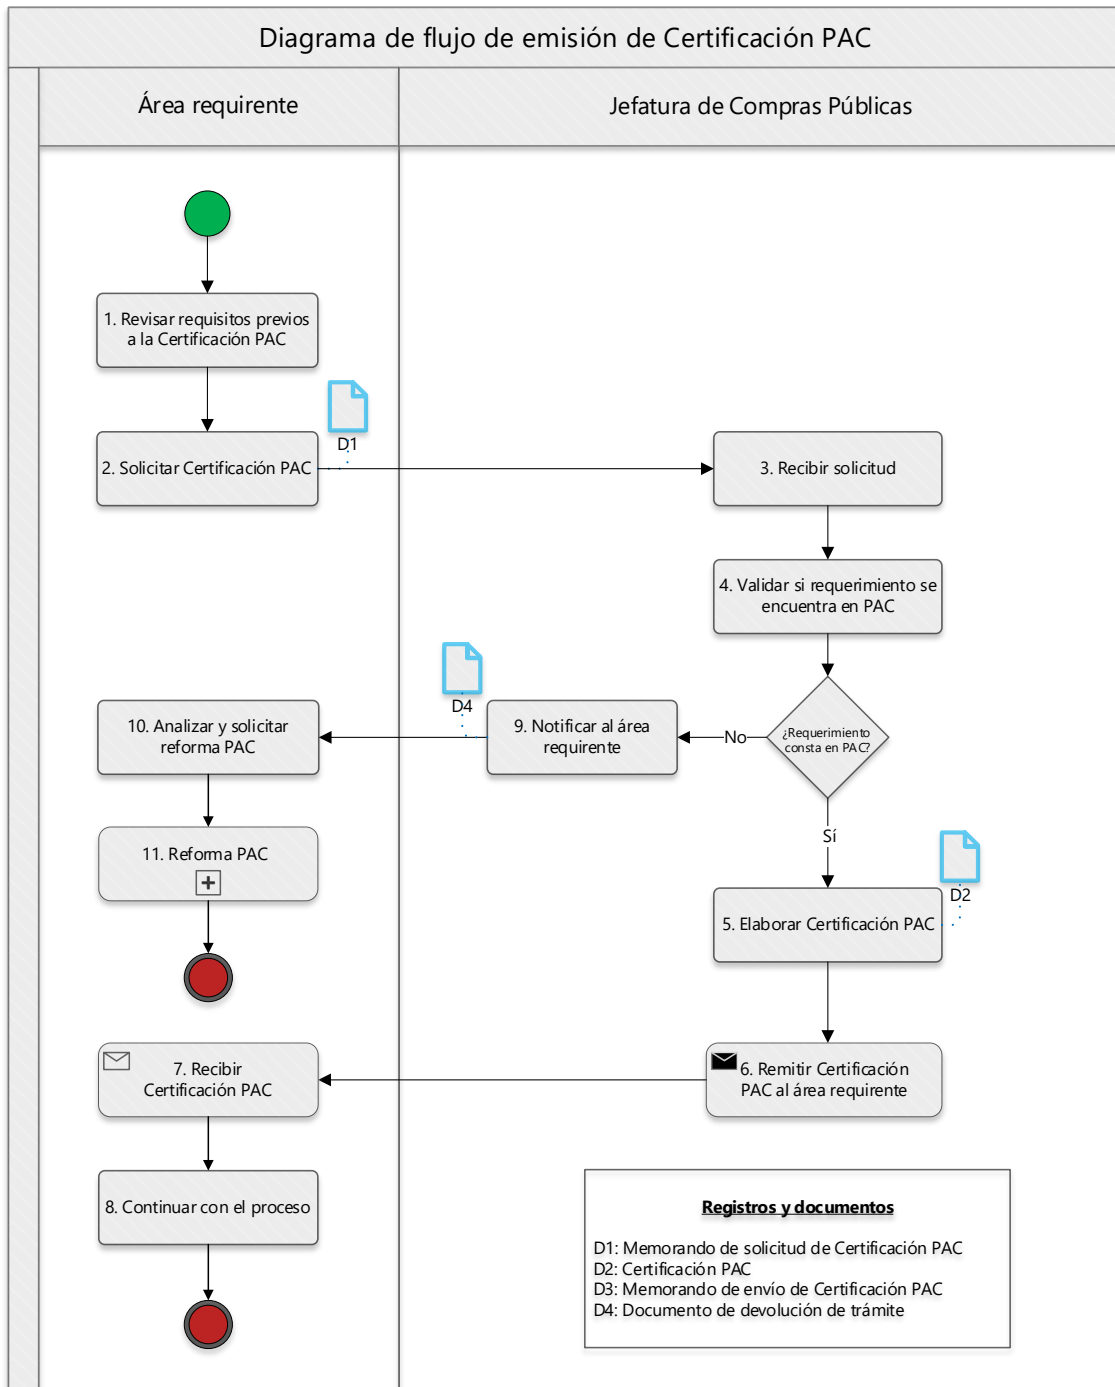 Diagrama de flujo de emisión de Certificación PAC
Área requirente
Jefatura de Compras Públicas
1. Revisar requisitos previos
a la Certificación PAC
D1
2. Solicitar Certificación PAC
3. Recibir solicitud
4. Validar si requerimiento se
encuentra en PAC
¿Requerimiento
consta en PAC?
No
D4
9. Notificar al área
requirente
10. Analizar y solicitar
reforma PAC
11. Reforma PAC
Sí
D2
5. Elaborar Certificación PAC
6. Remitir Certificación
PAC al área requirente
7. Recibir
Certificación PAC
8. Continuar con el proceso
Registros y documentos
D1: Memorando de solicitud de Certificación PAC
D2: Certificación PAC
D3: Memorando de envío de Certificación PAC
D4: Documento de devolución de trámite